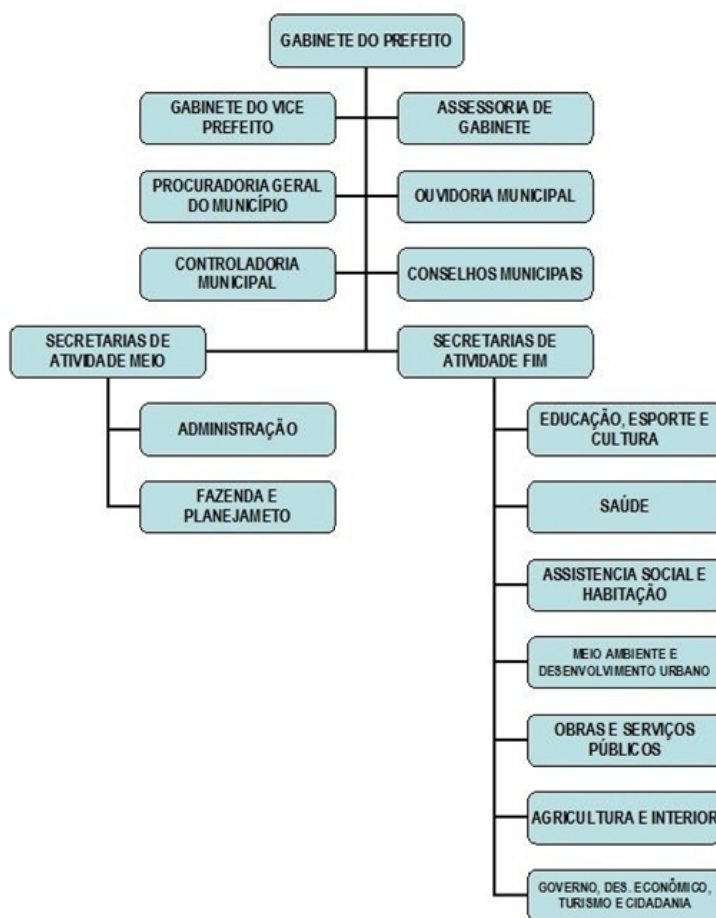 GABINETE DO PREFEITO
GABINETE DO VICE
PREFEITO
ASSESSORIA DE
GABINETE
PROCURADORIA GERAL
DO MUNICÍPIO
OUVIDORIA MUNICIPAL
CONTROLADORIA
MUNICIPAL
CONSELHOS MUNICIPAIS
SECRETARIAS DE
ATIVIDADE MEIO
SECRETARIAS DE
ATIVIDADE FIM
ADMINISTRAÇÃO
FAZENDA E
PLANEJAMETO
EDUCAÇÃO, ESPORTE E
CULTURA
SAÚDE
ASSISTENCIA SOCIAL E
HABITAÇÃO
MEIO AMBIENTE E
DESENVOLVIMENTO URBANO
OBRAS E SERVIÇOS
PÚBLICOS
AGRICULTURA E INTERIOR
GOVERNO, DES. ECONÔMICO,
TURISMO E CIDADANIA